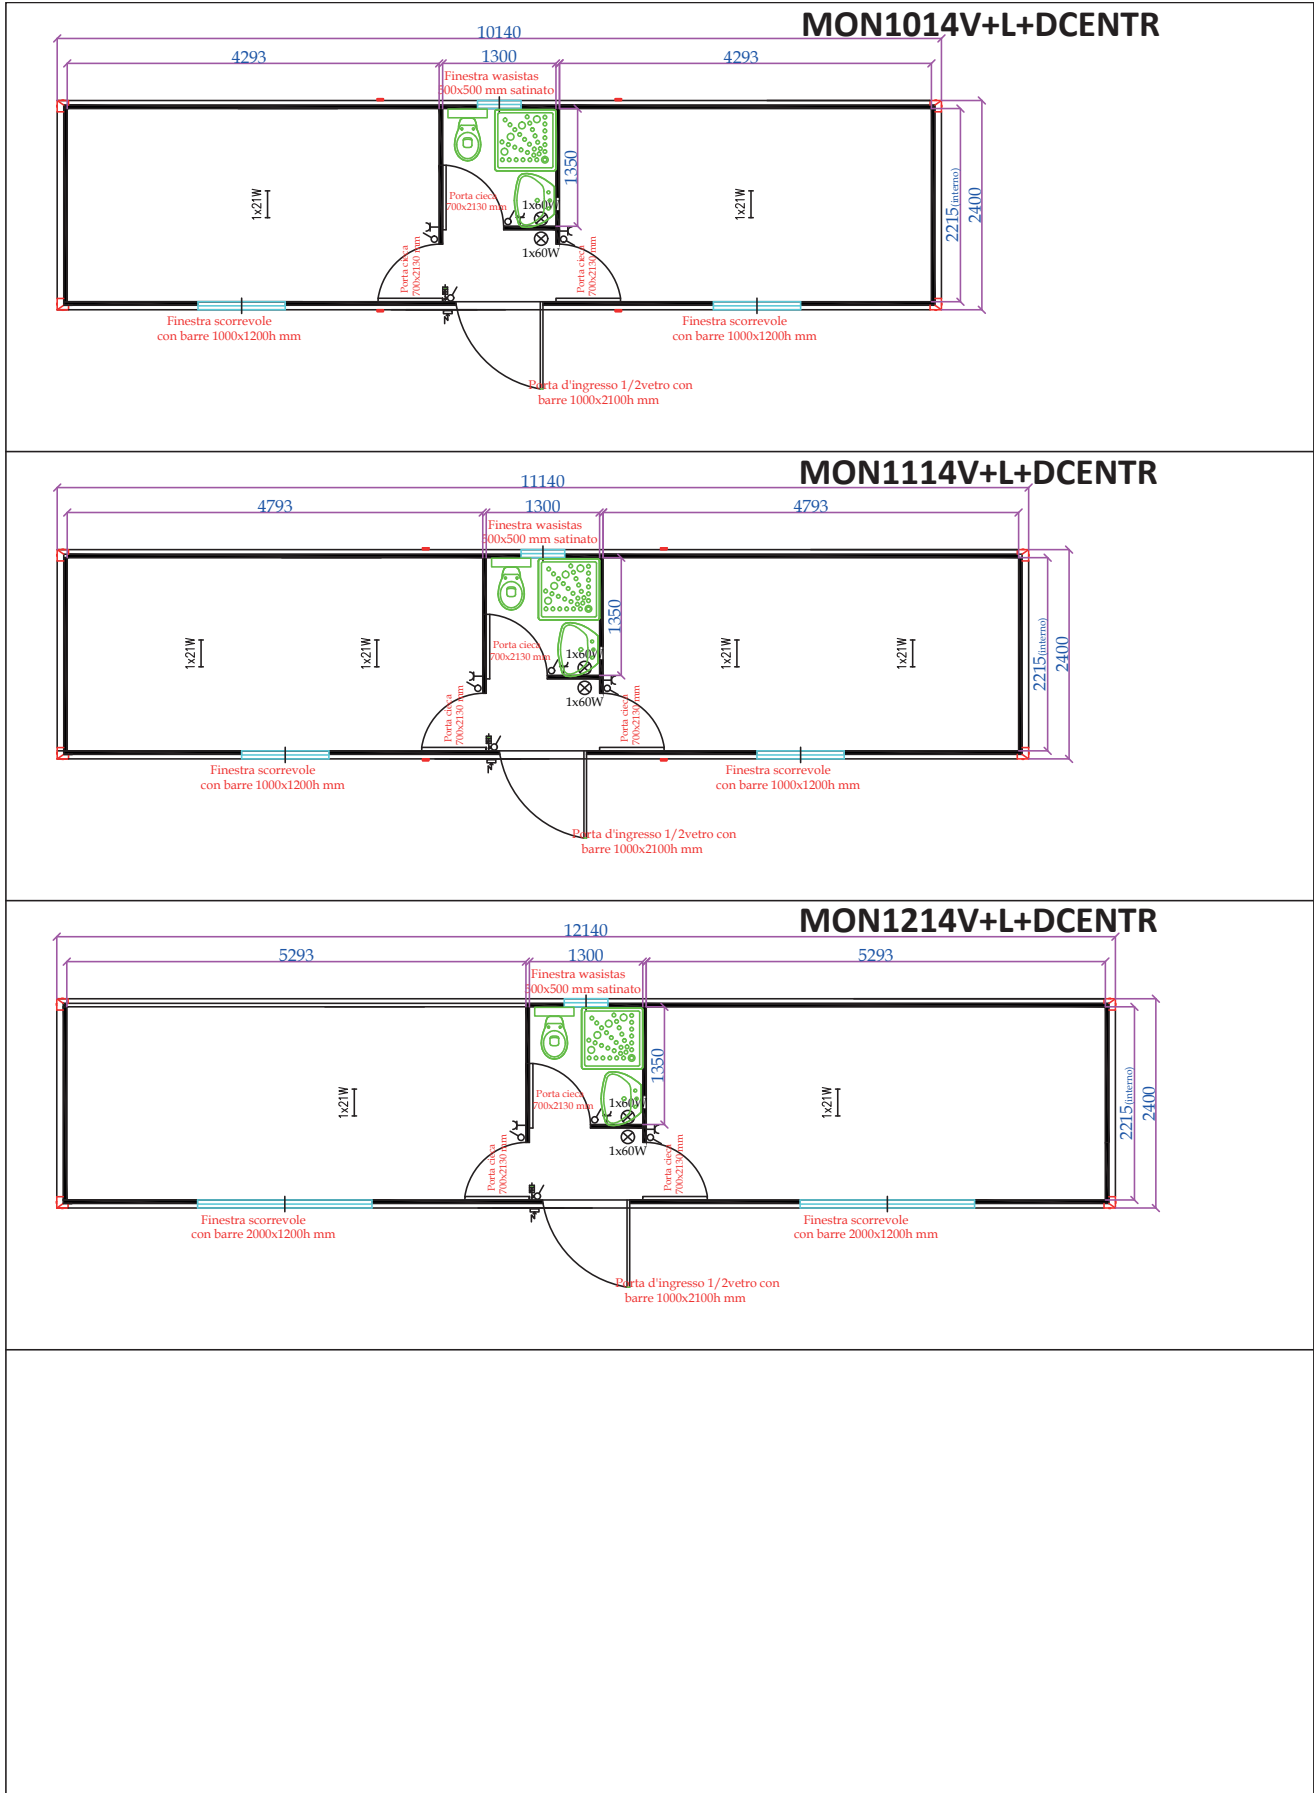 MON1014V+L+DCENTR
10140
4293
1300
4293
Finestra wasistas
500x500 mm satinato
1350
2215(interno)
2400
1x21W
1x21W
Porta cieca
700x2130 mm
1x60W
1x60W
Porta cieca
700x2130 mm
Porta cieca
700x2130 mm
Finestra scorrevole
con barre 1000x1200h mm
Finestra scorrevole
con barre 1000x1200h mm
Porta d'ingresso 1/2vetro con
barre 1000x2100h mm
MON1114V+L+DCENTR
11140
4793
1300
4793
Finestra wasistas
500x500 mm satinato
1350
2215(interno)
2400
1x21W
1x21W
1x21W
1x21W
Porta cieca
700x2130 mm
1x60W
1x60W
Porta cieca
700x2130 mm
Porta cieca
700x2130 mm
Finestra scorrevole
con barre 1000x1200h mm
Finestra scorrevole
con barre 1000x1200h mm
Porta d'ingresso 1/2vetro con
barre 1000x2100h mm
MON1214V+L+DCENTR
12140
5293
1300
5293
Finestra wasistas
500x500 mm satinato
1350
2215(interno)
2400
1x21W
1x21W
Porta cieca
700x2130 mm
1x60W
1x60W
Porta cieca
700x2130 mm
Porta cieca
700x2130 mm
Finestra scorrevole
con barre 2000x1200h mm
Finestra scorrevole
con barre 2000x1200h mm
Porta d'ingresso 1/2vetro con
barre 1000x2100h mm